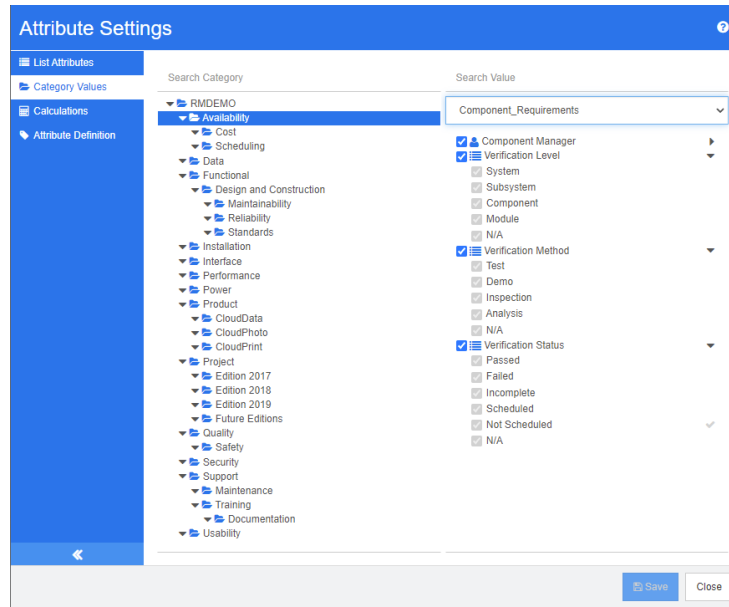 Attribute Settings
List Attributes
Category Values
Calculations
Attribute Definition
Search Category
RMDEMO
Availability
Cost
Scheduling
Data
Functional
Design and Construction
Maintainability
Reliability
Standards
Installation
Interface
Performance
Power
Product
CloudData
CloudPhoto
CloudPrint
Project
Edition 2017
Edition 2018
Edition 2019
Future Editions
Quality
Safety
Security
Support
Maintenance
Training
Documentation
Usability
Search Value
Component_Requirements
Component Manager
Verification Level
System
Subsystem
Component
Module
N/A
Verification Method
Test
Demo
Inspection
Analysis
N/A
Verification Status
Passed
Failed
Incomplete
Scheduled
Not Scheduled
N/A
Save
Close